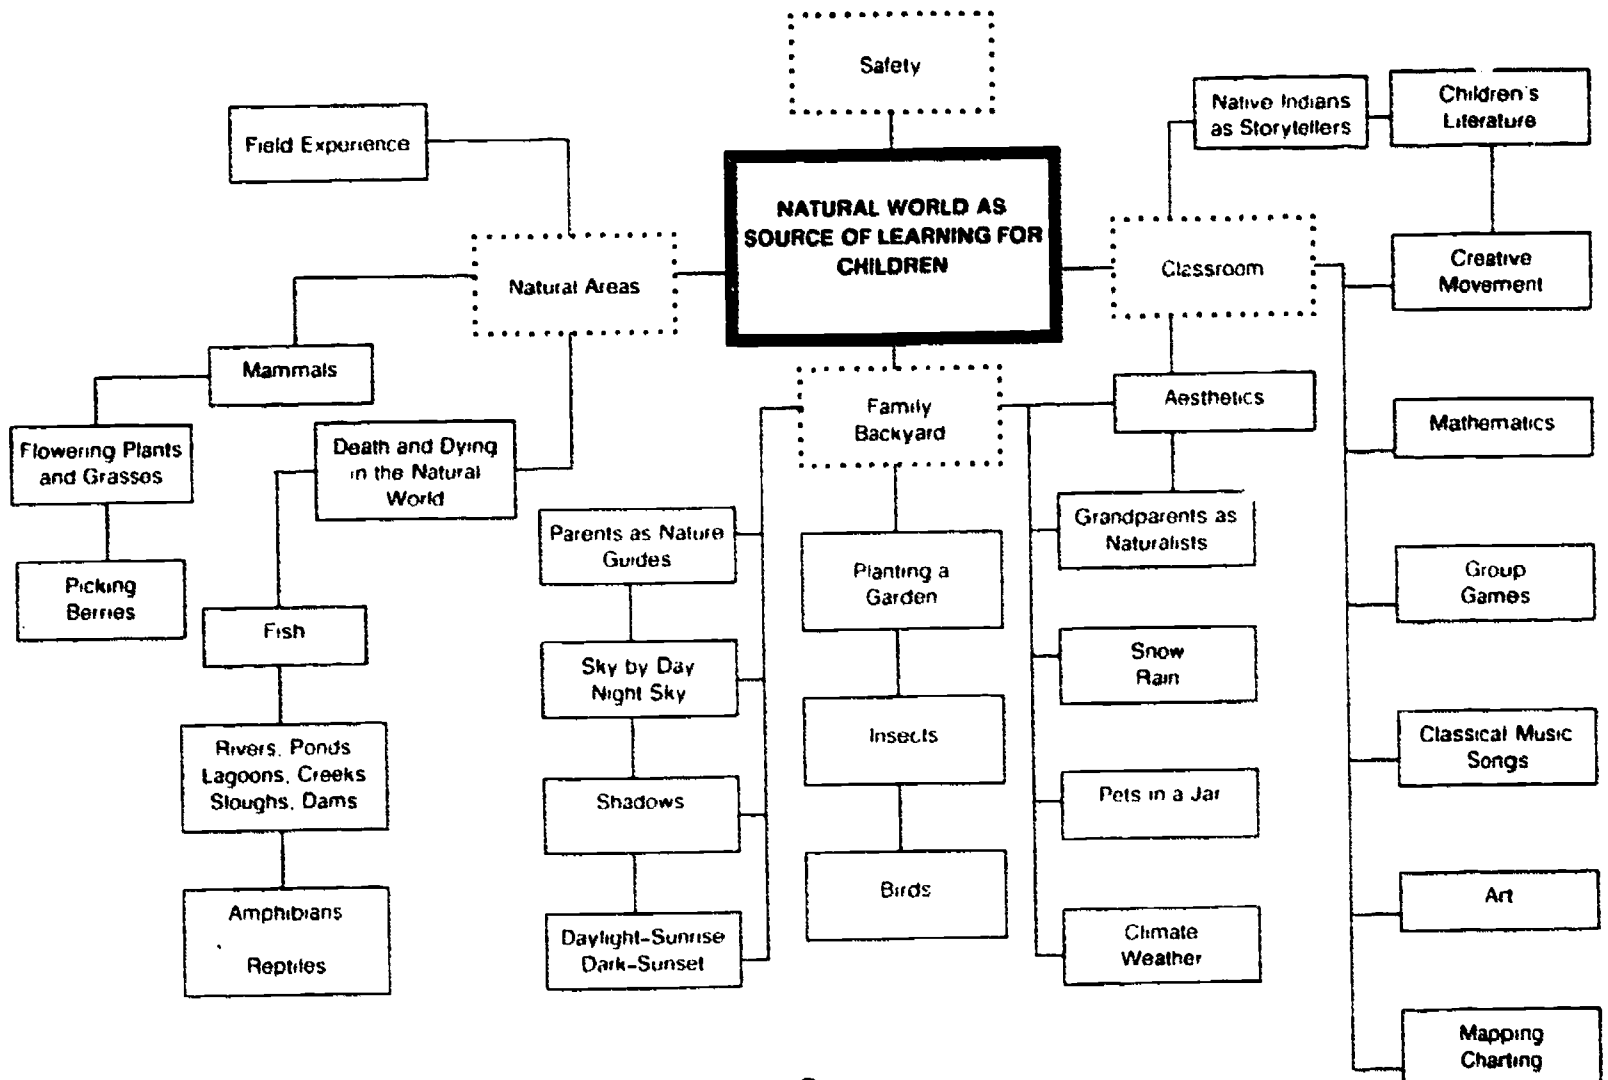 Safety
Native Indians
as Storytellers
Children's
Literature
Field Experience
NATURAL WORLD AS
SOURCE OF LEARNING FOR
CHILDREN
Natural Areas
Classroom
Creative
Movement
Mammals
Family
Backyard
Aesthetics
Mathematics
Flowering Plants
and Grasses
Death and Dying
in the Natural
World
Parents as Nature
Guides
Planting a
Garden
Grandparents as
Naturalists
Group
Games
Picking
Berries
Fish
Sky by Day
Night Sky
Snow
Rain
Insects
Classical Music
Songs
Rivers, Ponds
Lagoons, Creeks
Sloughs, Dams
Shadows
Pets in a Jar
Birds
Art
Amphibians
Reptiles
Daylight-Sunrise
Dark-Sunset
Climate
Weather
Mapping
Charting